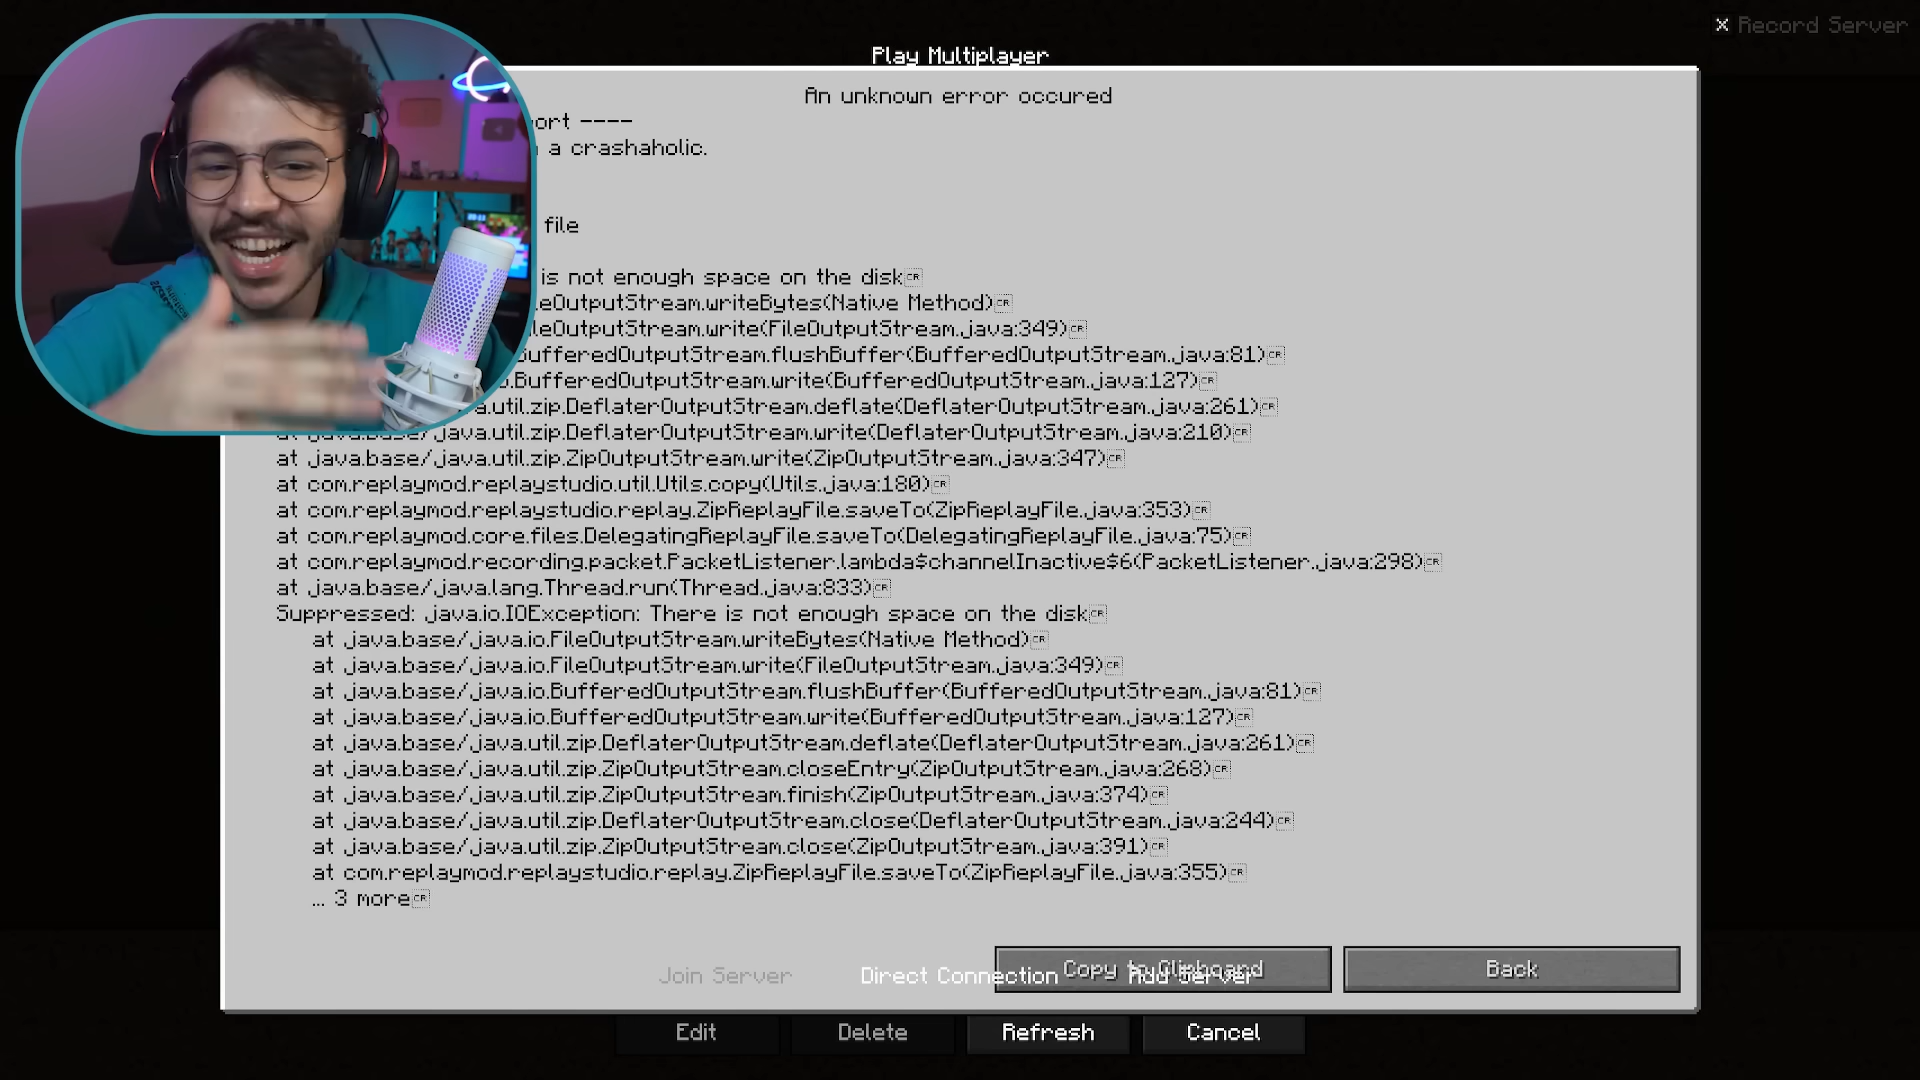 Record Server
Play Multiplayer
An unknown error occured
ort ----
a crashaholic.
file
is not enough space on the disk
leOutputStream.writeBytes(Native Method)
leOutputStream.write(FileOutputStream.java:349)
BufferedOutputStream.flushBuffer(BufferedOutputStream.java:81)
o.BufferedOutputStream.write(BufferedOutputStream.java:127)
a.util.zip.DeflaterOutputStream.deflate(DeflaterOutputStream.java:261)
at java.base/java.util.zip.DeflaterOutputStream.write(DeflaterOutputStream.java:210)
at java.base/java.util.zip.ZipOutputStream.write(ZipOutputStream.java:347)
at com.replaymod.replaystudio.util.Utils.copy(Utils.java:180)
at com.replaymod.replaystudio.replay.ZipReplayFile.saveTo(ZipReplayFile.java:353)
at com.replaymod.core.files.DelegatingReplayFile.saveTo(DelegatingReplayFile.java:75)
at com.replaymod.recording.packet.PacketListener.lambda$channelInactive$6(PacketListener.java:298)
at java.base/java.lang.Thread.run(Thread.java:833)
Suppressed: java.io.IOException: There is not enough space on the disk
at java.base/java.io.FileOutputStream.writeBytes(Native Method)
at java.base/java.io.FileOutputStream.write(FileOutputStream.java:349)
at java.base/java.io.BufferedOutputStream.flushBuffer(BufferedOutputStream.java:81)
at java.base/java.io.BufferedOutputStream.write(BufferedOutputStream.java:127)
at java.base/java.util.zip.DeflaterOutputStream.deflate(DeflaterOutputStream.java:261)
at java.base/java.util.zip.ZipOutputStream.closeEntry(ZipOutputStream.java:268)
at java.base/java.util.zip.ZipOutputStream.finish(ZipOutputStream.java:374)
at java.base/java.util.zip.DeflaterOutputStream.close(DeflaterOutputStream.java:244)
at java.base/java.util.zip.ZipOutputStream.close(ZipOutputStream.java:391)
at com.replaymod.replaystudio.replay.ZipReplayFile.saveTo(ZipReplayFile.java:355)
... 3 more
Copy to Clipboard Back
Join Server Direct Connection Add Server
Edit Delete Refresh Cancel